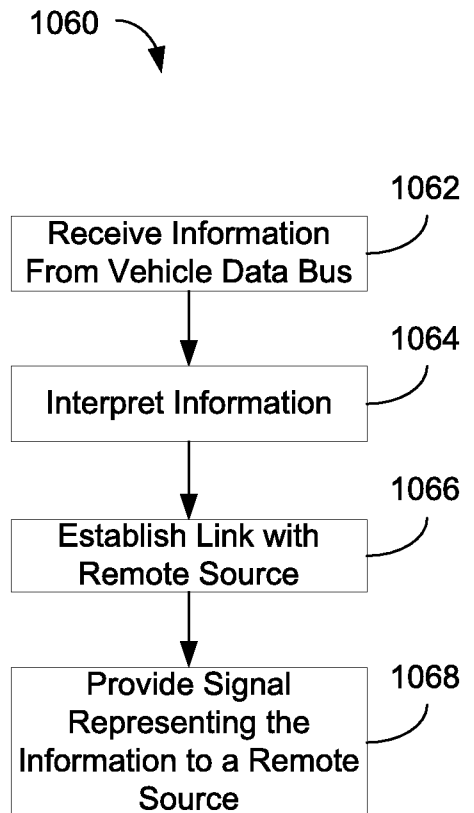 1060
1062
Receive Information
From Vehicle Data Bus
1064
Interpret Information
1066
Establish Link with
Remote Source
1068
Provide Signal
Representing the
Information to a Remote
Source